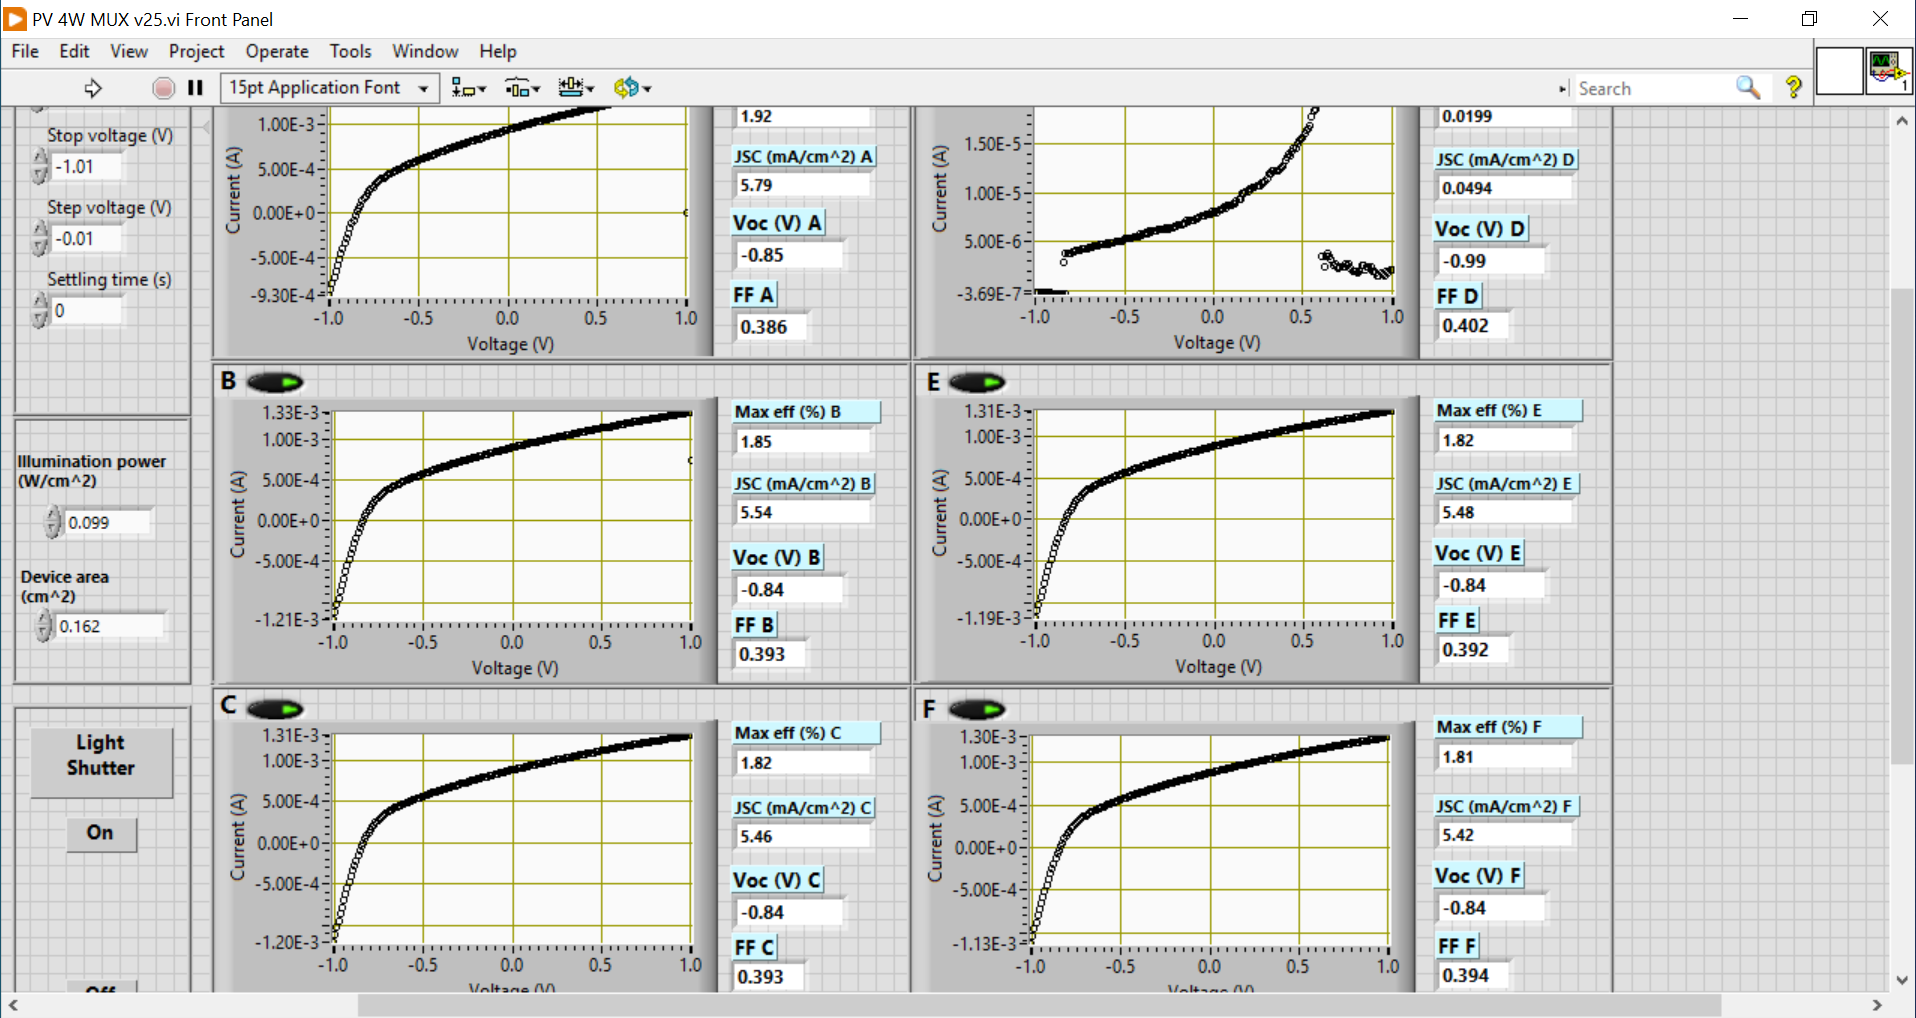 PV 4W MUX v25.vi Front Panel
File Edit View Project Operate Tools Window Help
15pt Application Font
Search
1
Stop voltage (V)
-1.01
Step voltage (V)
-0.01
Settling time (s)
0
Illumination power
(W/cm^2)
0.099
Device area
(cm^2)
0.162
Light
Shutter
On
Off
1.00E-3
5.00E-4
0.00E+0
-5.00E-4
-9.30E-4
Current (A)
-1.0 -0.5 0.0 0.5 1.0
Voltage (V)
1.92
JSC (mA/cm^2) A
5.79
Voc (V) A
-0.85
FF A
0.386
1.50E-5
1.00E-5
5.00E-6
-3.69E-7
Current (A)
-1.0 -0.5 0.0 0.5 1.0
Voltage (V)
0.0199
JSC (mA/cm^2) D
0.0494
Voc (V) D
-0.99
FF D
0.402
B
1.33E-3
1.00E-3
5.00E-4
0.00E+0
-5.00E-4
-1.21E-3
Current (A)
-1.0 -0.5 0.0 0.5 1.0
Voltage (V)
Max eff (%) B
1.85
JSC (mA/cm^2) B
5.54
Voc (V) B
-0.84
FF B
0.393
E
1.31E-3
1.00E-3
5.00E-4
0.00E+0
-5.00E-4
-1.19E-3
Current (A)
-1.0 -0.5 0.0 0.5 1.0
Voltage (V)
Max eff (%) E
1.82
JSC (mA/cm^2) E
5.48
Voc (V) E
-0.84
FF E
0.392
C
1.31E-3
1.00E-3
5.00E-4
0.00E+0
-5.00E-4
-1.20E-3
Current (A)
-1.0 -0.5 0.0 0.5 1.0
Voltage (V)
Max eff (%) C
1.82
JSC (mA/cm^2) C
5.46
Voc (V) C
-0.84
FF C
0.393
F
1.30E-3
1.00E-3
5.00E-4
0.00E+0
-5.00E-4
-1.13E-3
Current (A)
-1.0 -0.5 0.0 0.5 1.0
Voltage (V)
Max eff (%) F
1.81
JSC (mA/cm^2) F
5.42
Voc (V) F
-0.84
FF F
0.394